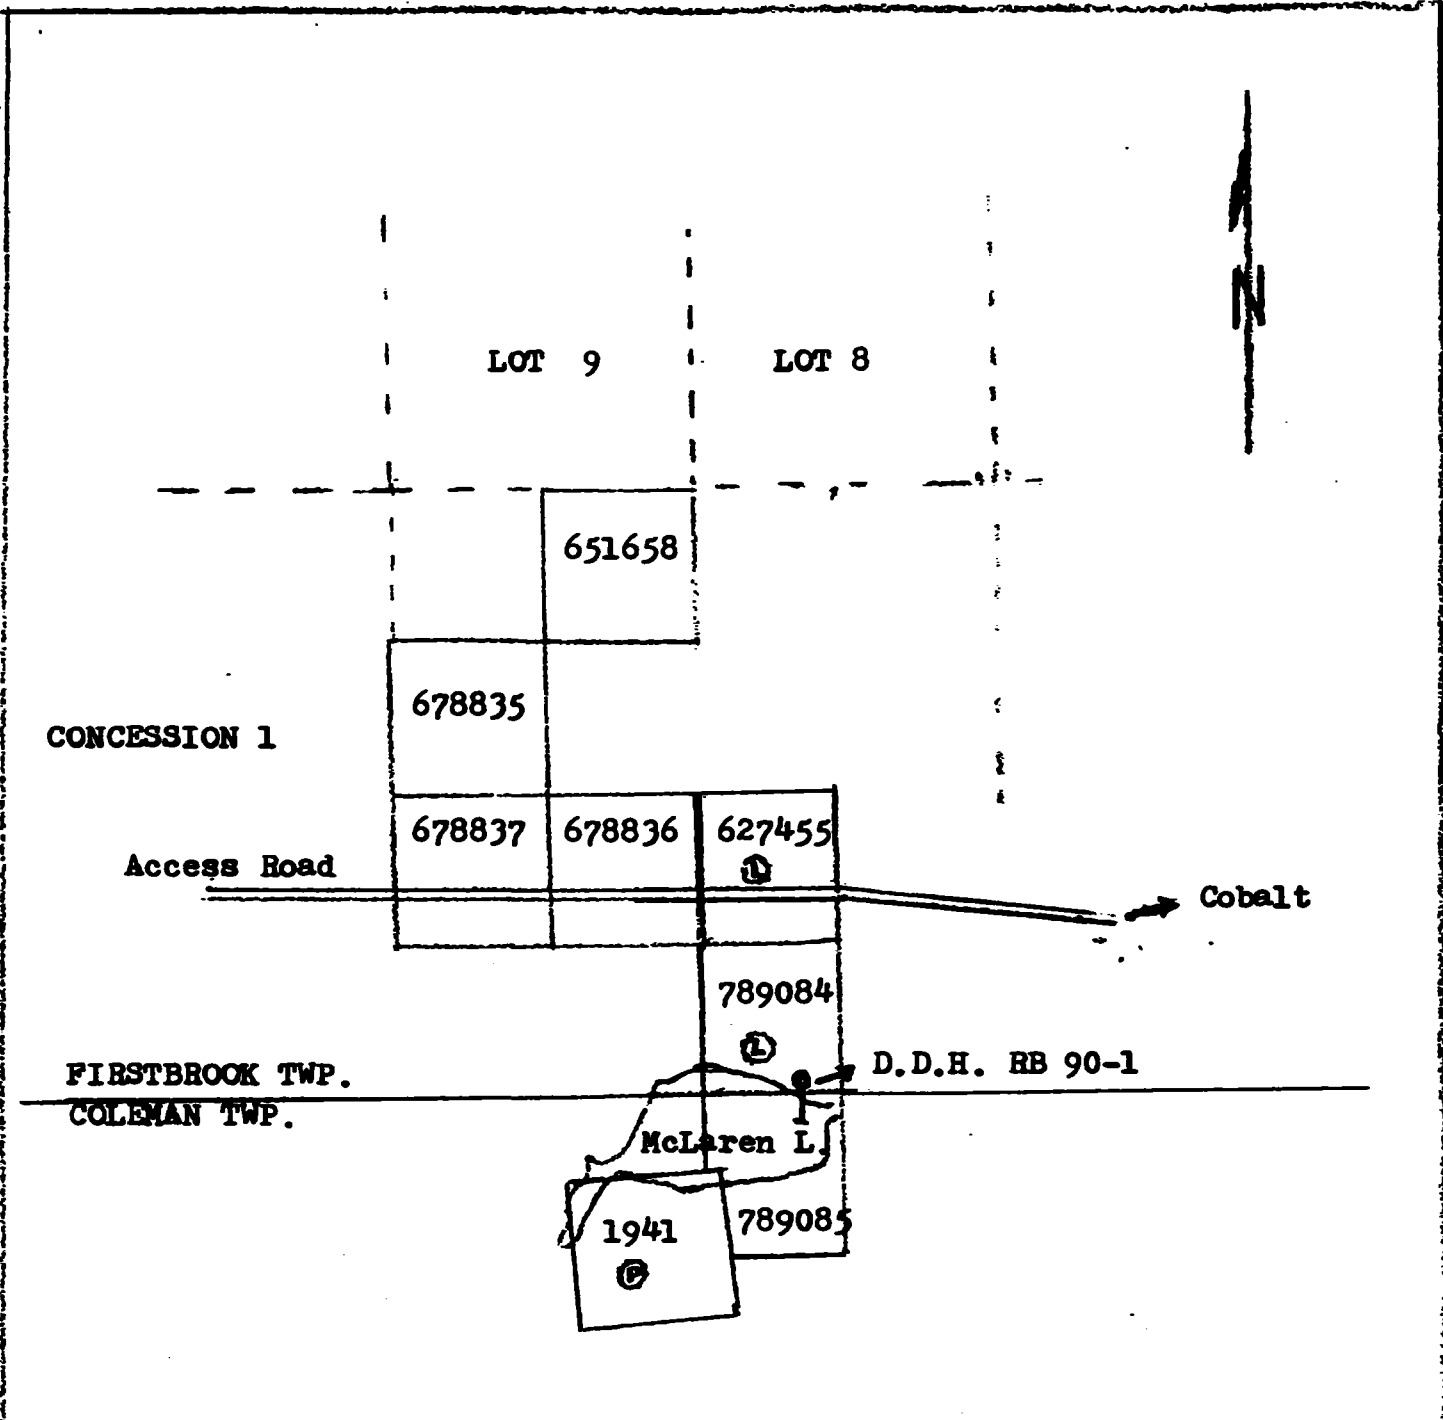 N
LOT 9
LOT 8
651658
678835
CONCESSION 1
678837
678836
627455
L
Access Road
Cobalt
789084
L
D.D.H. RB 90-1
FIRSTBROOK TWP.
COLEMAN TWP.
McLaren L.
789085
1941
P